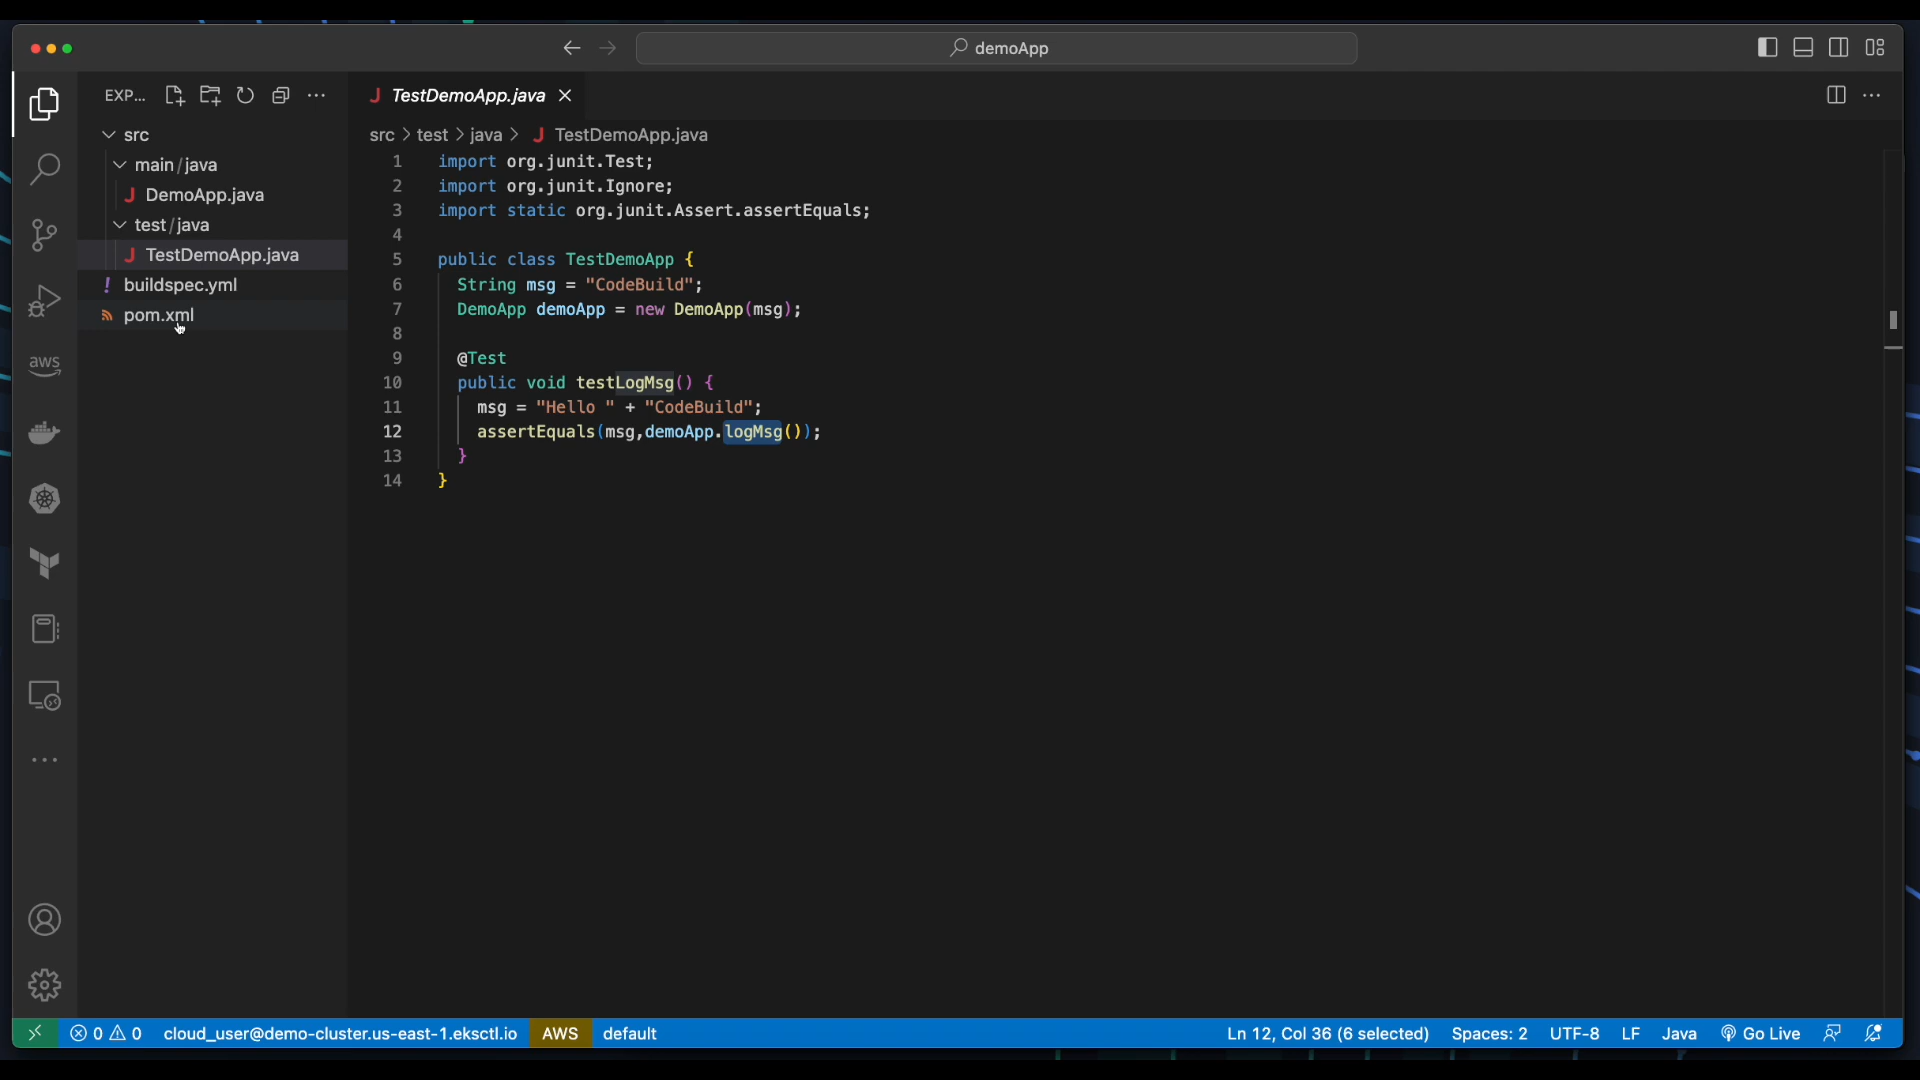 demoApp
EXP...
TestDemoApp.java
src
src > test > java > J TestDemoApp.java
main / java
J DemoApp.java
test / java
J TestDemoApp.java
! buildspec.yml
pom.xml
aws
1 import org.junit.Test;
2 import org.junit.Ignore;
3 import static org.junit.Assert.assertEquals;
4
5 public class TestDemoApp {
6 String msg = "CodeBuild";
7 DemoApp demoApp = new DemoApp(msg);
8
9 @Test
10 public void testLogMsg() {
11 msg = "Hello " + "CodeBuild";
12 assertEquals(msg,demoApp.logMsg());
13 }
14 }
0 0 cloud_user@demo-cluster.us-east-1.eksctl.io AWS default Ln 12, Col 36 (6 selected) Spaces: 2 UTF-8 LF Java Go Live